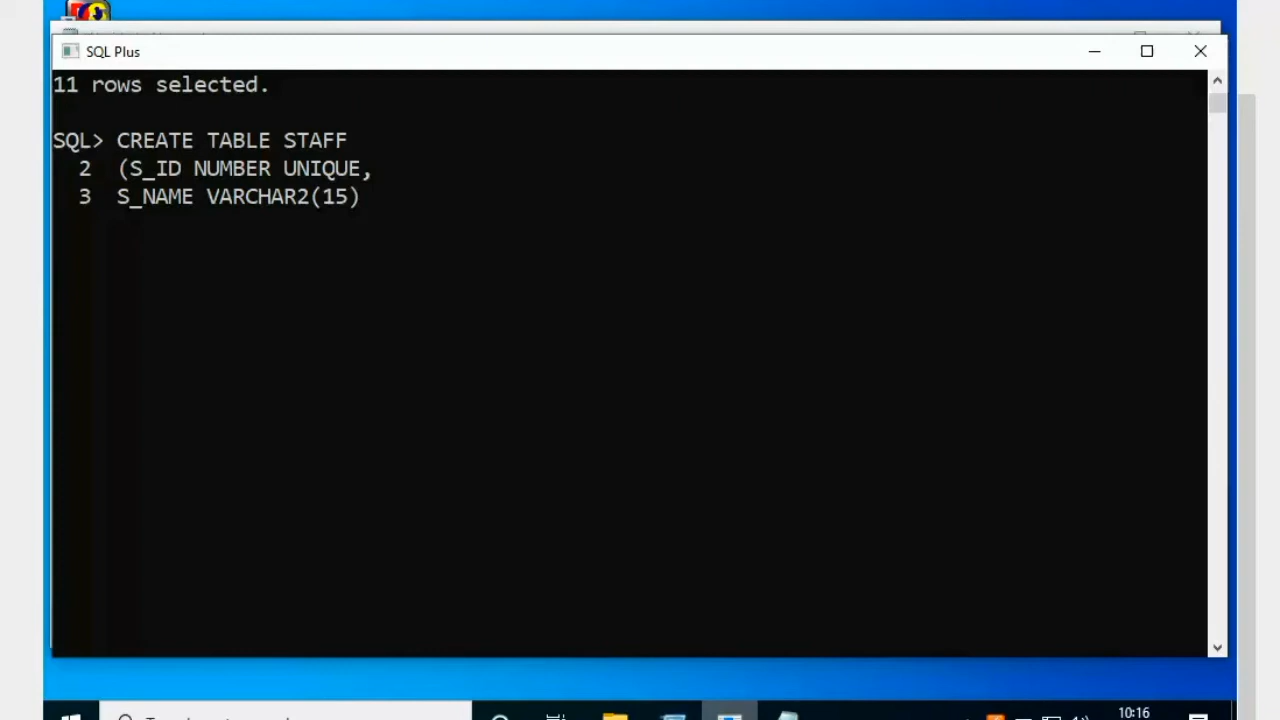 SQL Plus
11 rows selected.
SQL> CREATE TABLE STAFF
2 (S_ID NUMBER UNIQUE,
3 S_NAME VARCHAR2(15)
10:16